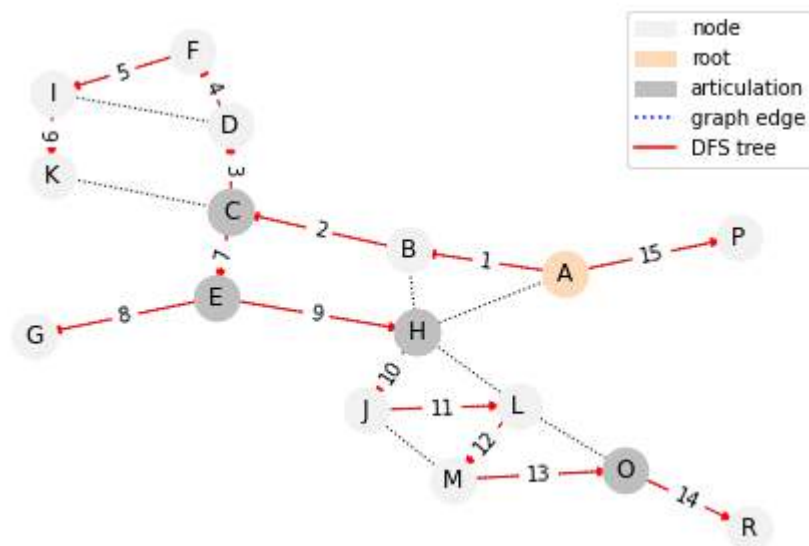 node
root
articulation
graph edge
DFS tree
F
5
4
I
D
6
3
K
C
2
B
1
A
15
P
7
E
8
9
G
H
10
J
11
L
12
M
13
O
14
R